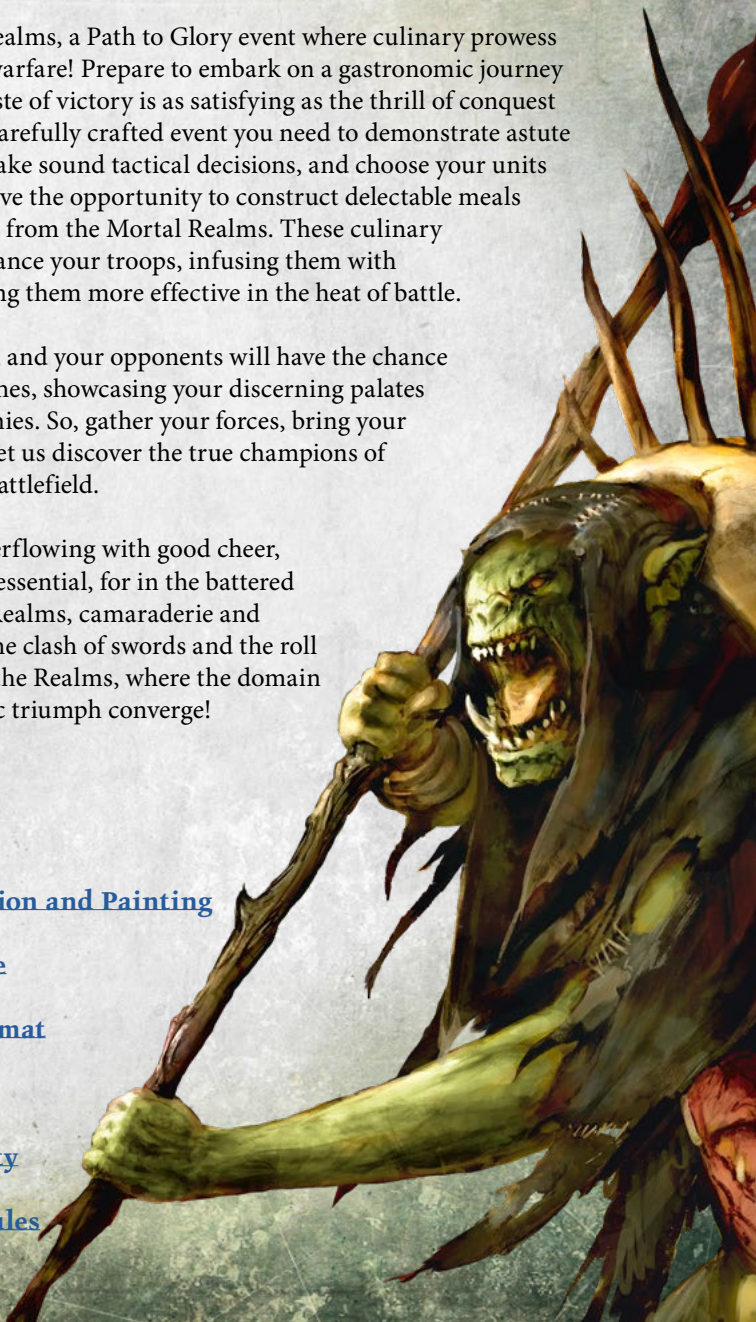 ealms, a Path to Glory event where culinary prowess
varfare! Prepare to embark on a gastronomic journey
ste of victory is as satisfying as the thrill of conquest
arefully crafted event you need to demonstrate astute
ake sound tactical decisions, and choose your units
ve the opportunity to construct delectable meals
from the Mortal Realms. These culinary
ance your troops, infusing them with
ng them more effective in the heat of battle.
and your opponents will have the chance
nes, showcasing your discerning palates
nies. So, gather your forces, bring your
et us discover the true champions of
attlefield.
erflowing with good cheer,
essential, for in the battered
Realms, camaraderie and
ne clash of swords and the roll
the Realms, where the domain
c triumph converge!
ion and Painting
e
mat
ty
ules